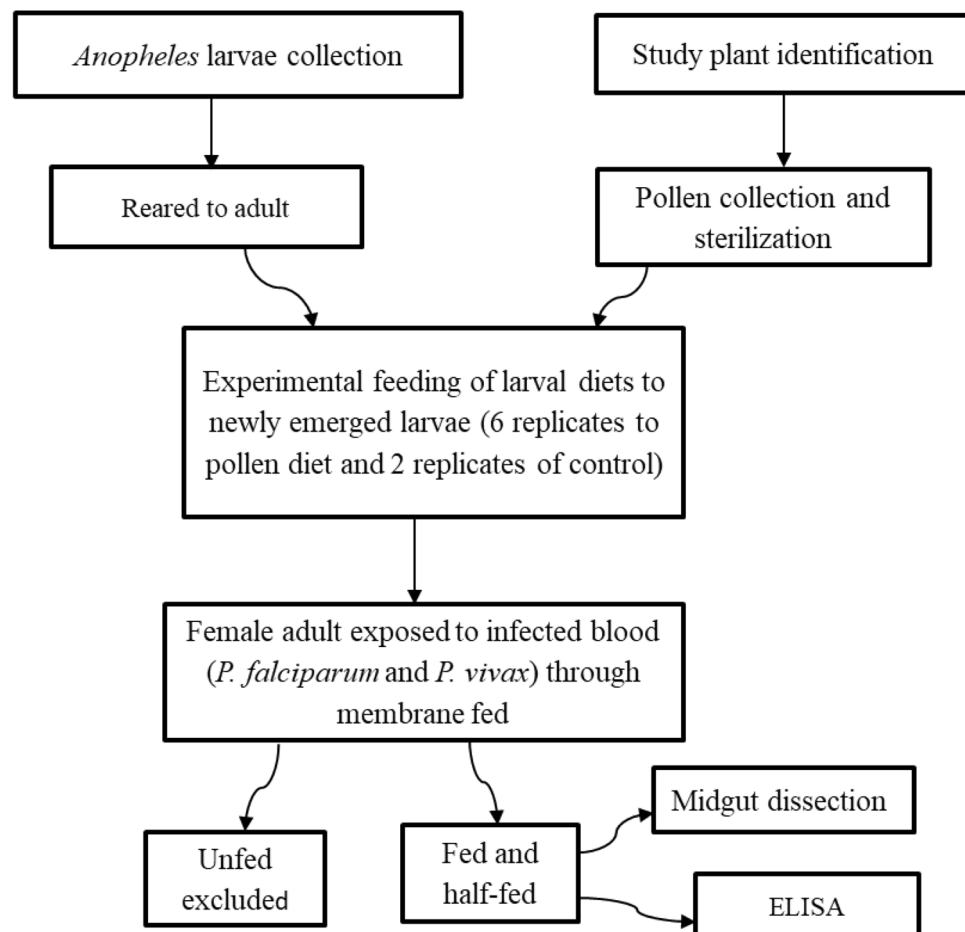 Anopheles larvae collection
Study plant identification
Reared to adult
Pollen collection and
sterilization
Experimental feeding of larval diets to
newly emerged larvae (6 replicates to
pollen diet and 2 replicates of control)
Female adult exposed to infected blood
(P. falciparum and P. vivax) through
membrane fed
Midgut dissection
Unfed
excluded
Fed and
half-fed
ELISA